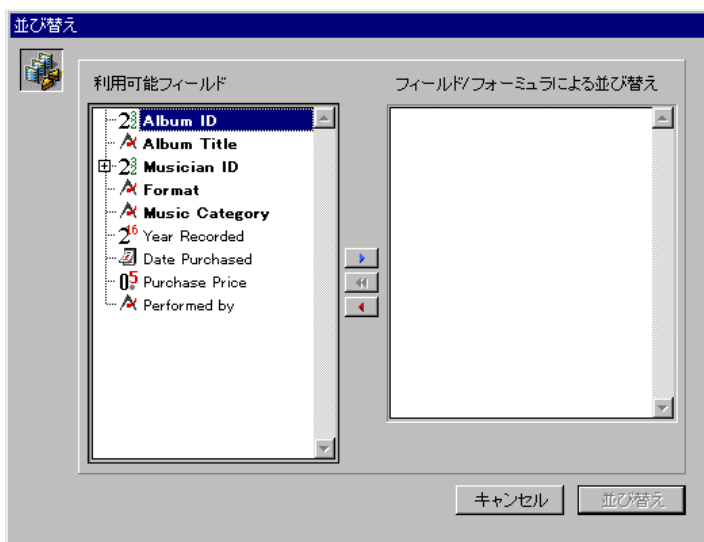 並び替え
利用可能フィールド
フィールド/フォーミュラによる並び替え
Album ID
Album Title
Musician ID
Format
Music Category
Year Recorded
Date Purchased
Purchase Price
Performed by
キャンセル
並び替え